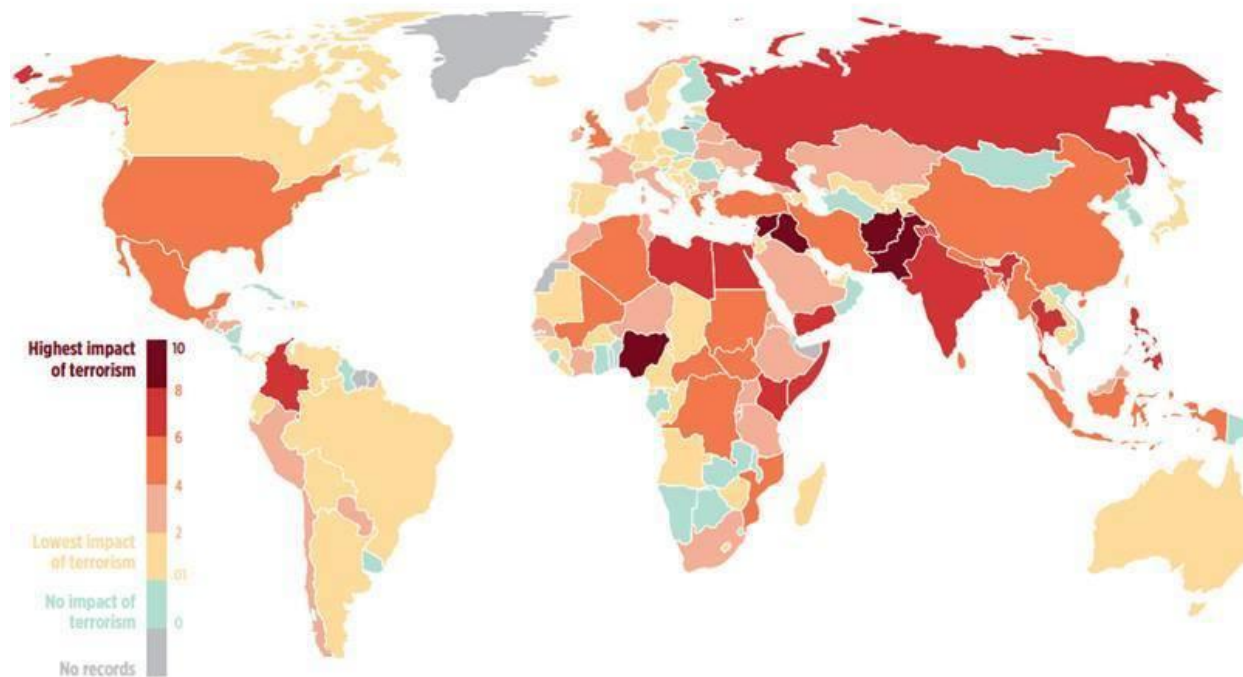 Highest impact
of terrorism
10
8
6
4
2
Lowest impact
of terrorism
.01
No impact of
terrorism
0
No records